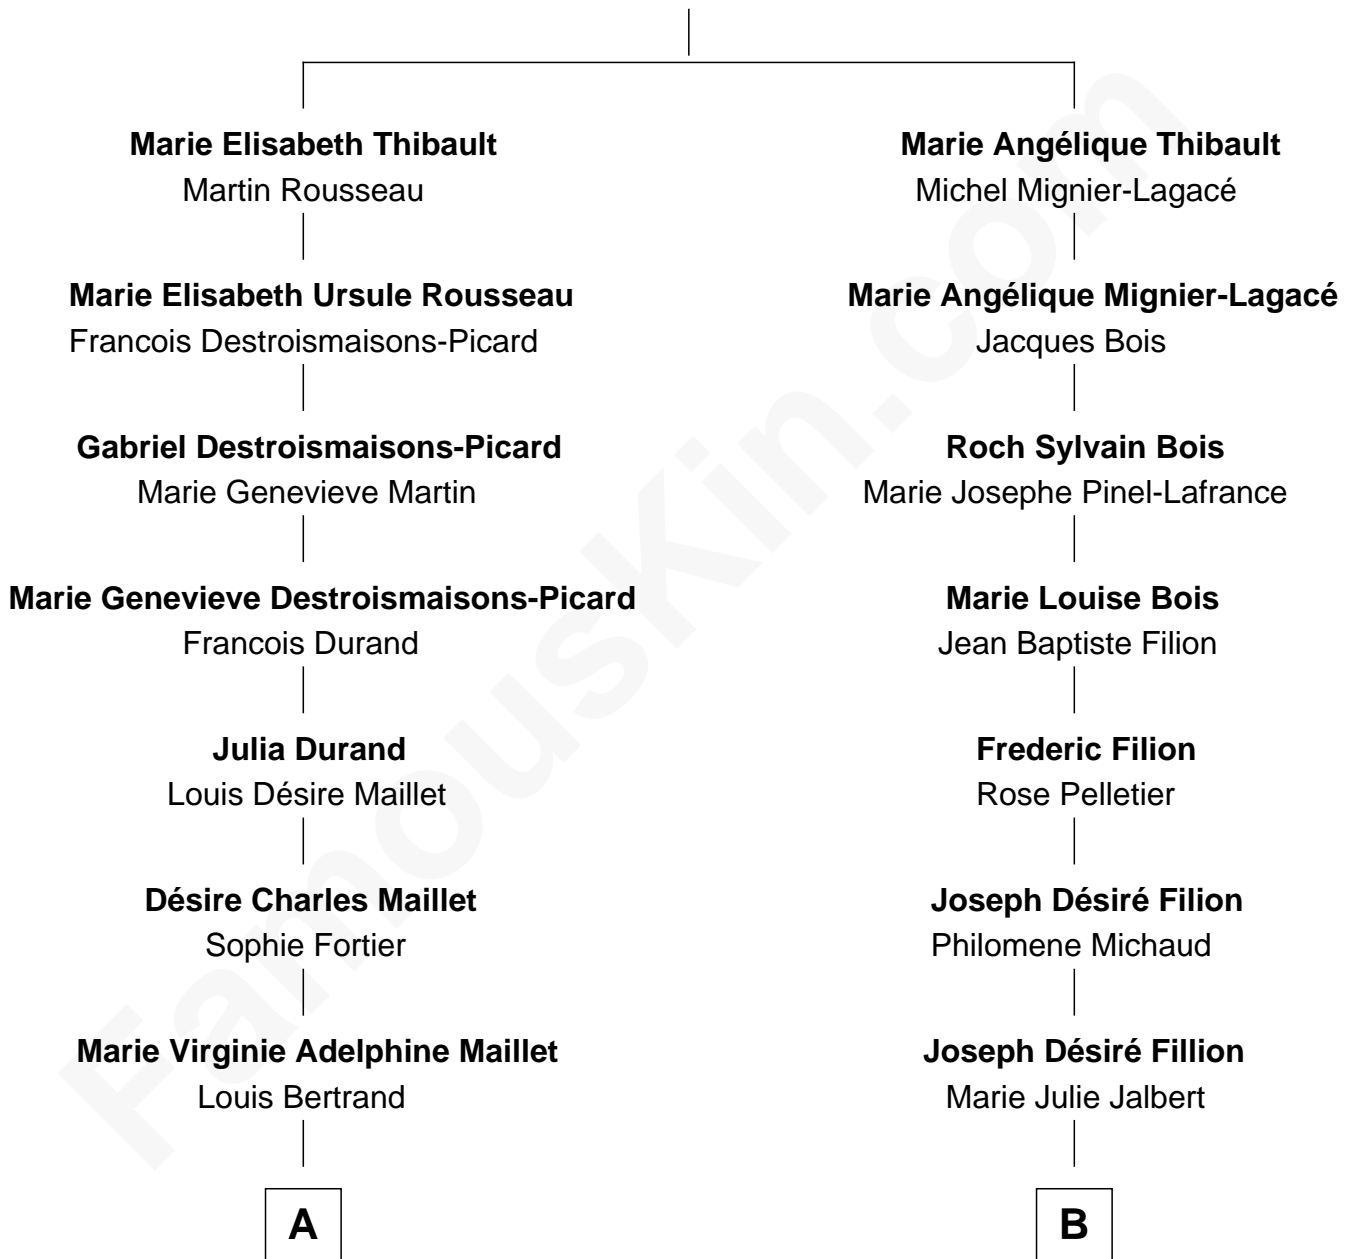 Marie Elisabeth Thibault
Martin Rousseau
Marie Angélique Thibault
Michel Mignier-Lagacé
Marie Elisabeth Ursule Rousseau
Francois Destroismaisons-Picard
Marie Angélique Mignier-Lagacé
Jacques Bois
Gabriel Destroismaisons-Picard
Marie Genevieve Martin
Roch Sylvain Bois
Marie Josephe Pinel-Lafrance
Marie Genevieve Destroismaisons-Picard
Francois Durand
Marie Louise Bois
Jean Baptiste Filion
Julia Durand
Louis Désire Maillet
Frederic Filion
Rose Pelletier
Désire Charles Maillet
Sophie Fortier
Joseph Désiré Filion
Philomene Michaud
Marie Virginie Adelphine Maillet
Louis Bertrand
Joseph Désiré Fillion
Marie Julie Jalbert
A
B
FamousKin.com